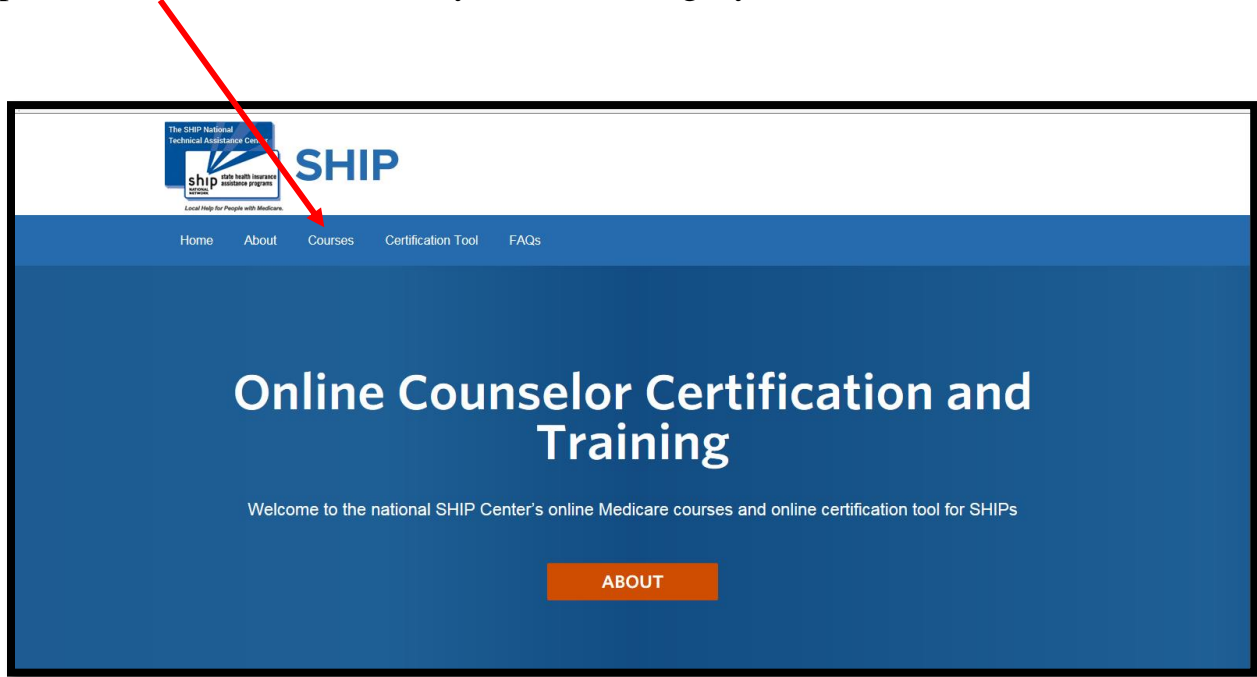 The SHIP National
Technical Assistance Center
ship state health insurance
assistance programs
NATIONAL
NETWORK
Local Help for People with Medicare.
SHIP
Home About Courses Certification Tool FAQs
Online Counselor Certification and
Training
Welcome to the national SHIP Center's online Medicare courses and online certification tool for SHIPs
ABOUT